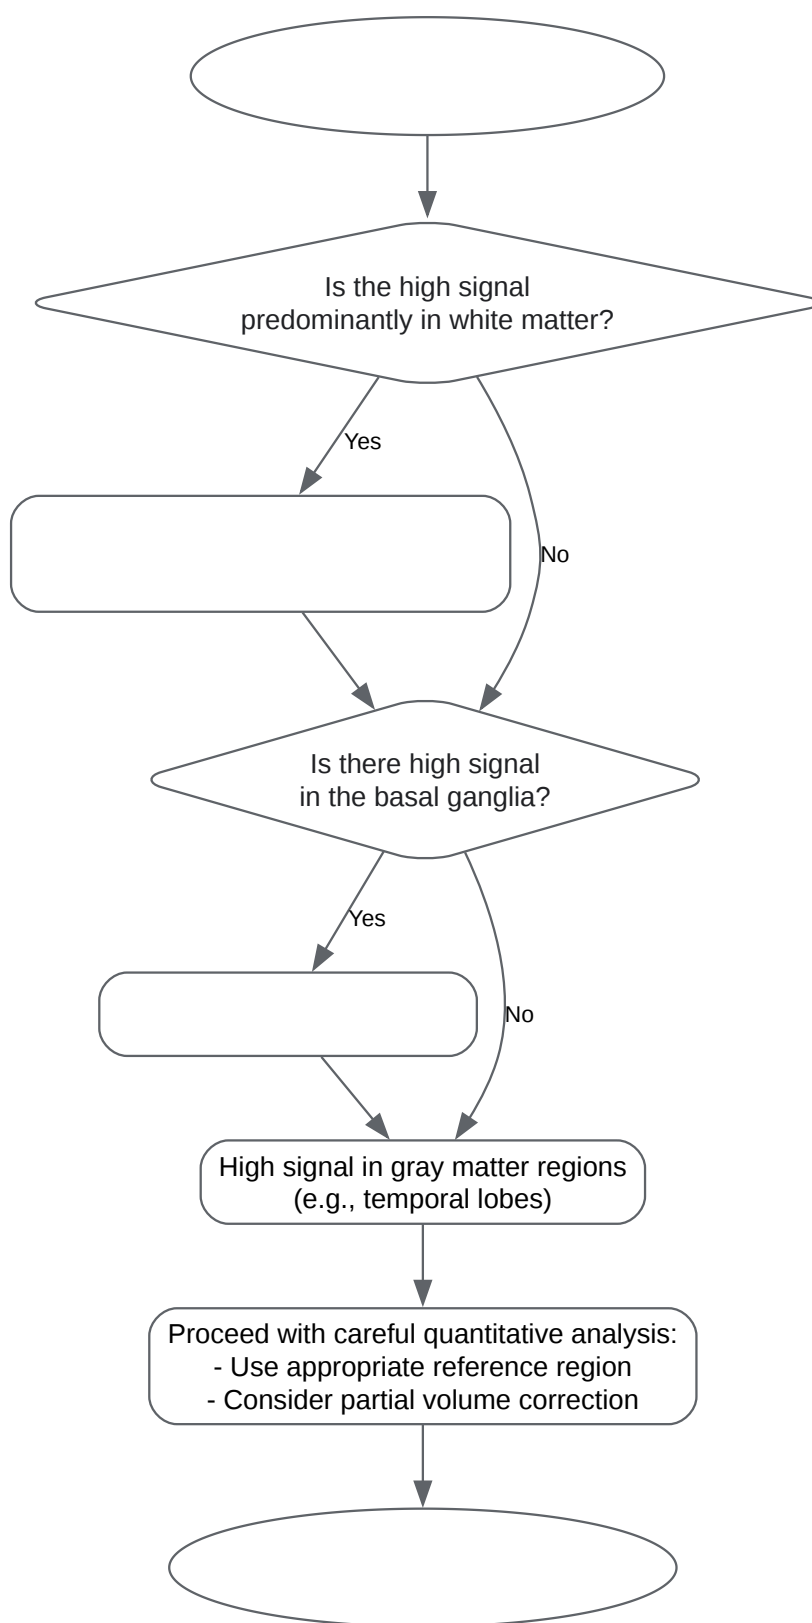 Is the high signal
predominantly in white matter?
Yes
No
Is there high signal
in the basal ganglia?
Yes
No
High signal in gray matter regions
(e.g., temporal lobes)
Proceed with careful quantitative analysis:
- Use appropriate reference region
- Consider partial volume correction